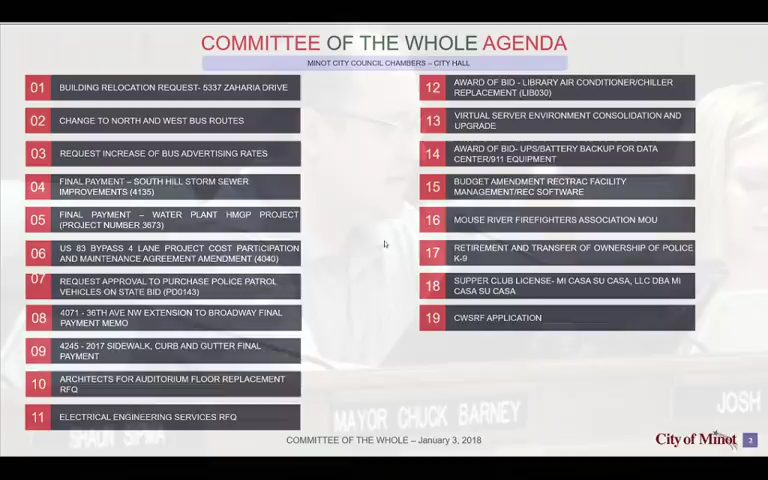 COMMITTEE OF THE WHOLE AGENDA
MINOT CITY COUNCIL CHAMBERS – CITY HALL
01 BUILDING RELOCATION REQUEST- 5337 ZAHARIA DRIVE
02 CHANGE TO NORTH AND WEST BUS ROUTES
03 REQUEST INCREASE OF BUS ADVERTISING RATES
04 FINAL PAYMENT – SOUTH HILL STORM SEWER
IMPROVEMENTS (4135)
05 FINAL PAYMENT – WATER PLANT HMGP PROJECT
(PROJECT NUMBER 3673)
06 US 83 BYPASS 4 LANE PROJECT COST PARTICIPATION
AND MAINTENANCE AGREEMENT AMENDMENT (4040)
07 REQUEST APPROVAL TO PURCHASE POLICE PATROL
VEHICLES ON STATE BID (PD0143)
08 4071 - 36TH AVE NW EXTENSION TO BROADWAY FINAL
PAYMENT MEMO
09 4245 - 2017 SIDEWALK, CURB AND GUTTER FINAL
PAYMENT
10 ARCHITECTS FOR AUDITORIUM FLOOR REPLACEMENT
RFQ
11 ELECTRICAL ENGINEERING SERVICES RFQ
12 AWARD OF BID - LIBRARY AIR CONDITIONER/CHILLER
REPLACEMENT (LIB030)
13 VIRTUAL SERVER ENVIRONMENT CONSOLIDATION AND
UPGRADE
14 AWARD OF BID- UPS/BATTERY BACKUP FOR DATA
CENTER/911 EQUIPMENT
15 BUDGET AMENDMENT RECTRAC FACILITY
MANAGEMENT/REC SOFTWARE
16 MOUSE RIVER FIREFIGHTERS ASSOCIATION MOU
17 RETIREMENT AND TRANSFER OF OWNERSHIP OF POLICE
K-9
18 SUPPER CLUB LICENSE- MI CASA SU CASA, LLC DBA MI
CASA SU CASA
19 CWSRF APPLICATION
SHAUN SIPMA
MAYOR CHUCK BARNEY
JOSH
COMMITTEE OF THE WHOLE – January 3, 2018
City of Minot
3